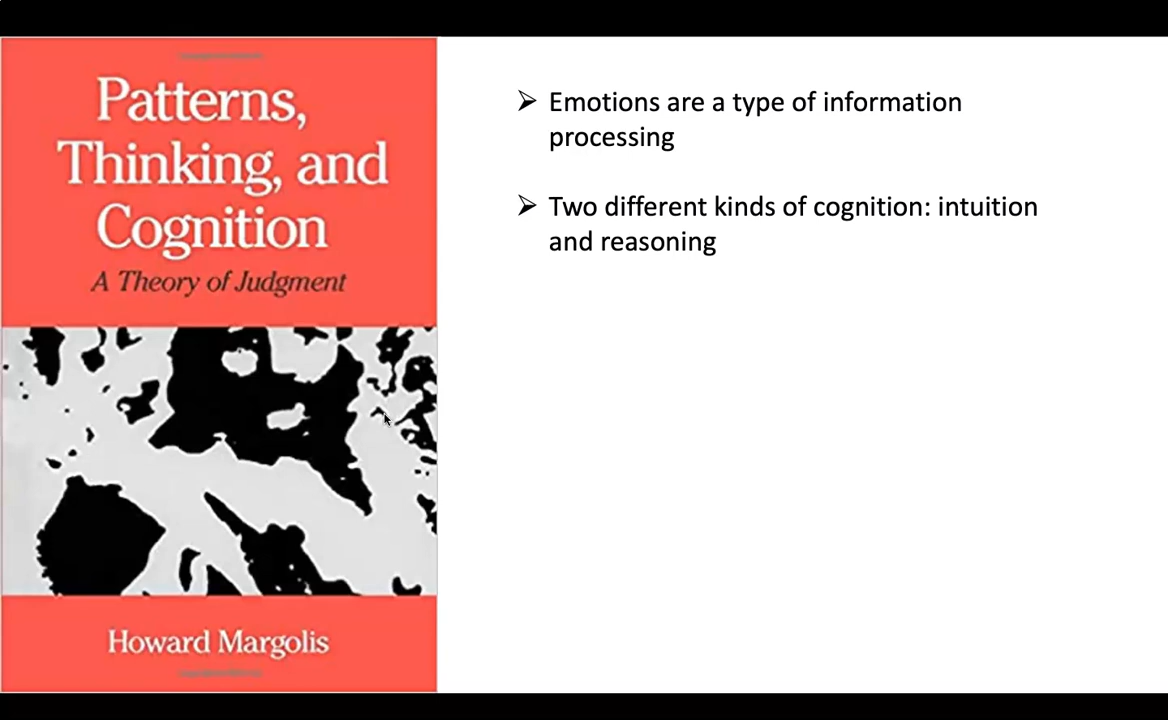 Patterns,
Thinking, and
Cognition
A Theory of Judgment
Howard Margolis
➢ Emotions are a type of information
processing
➢ Two different kinds of cognition: intuition
and reasoning